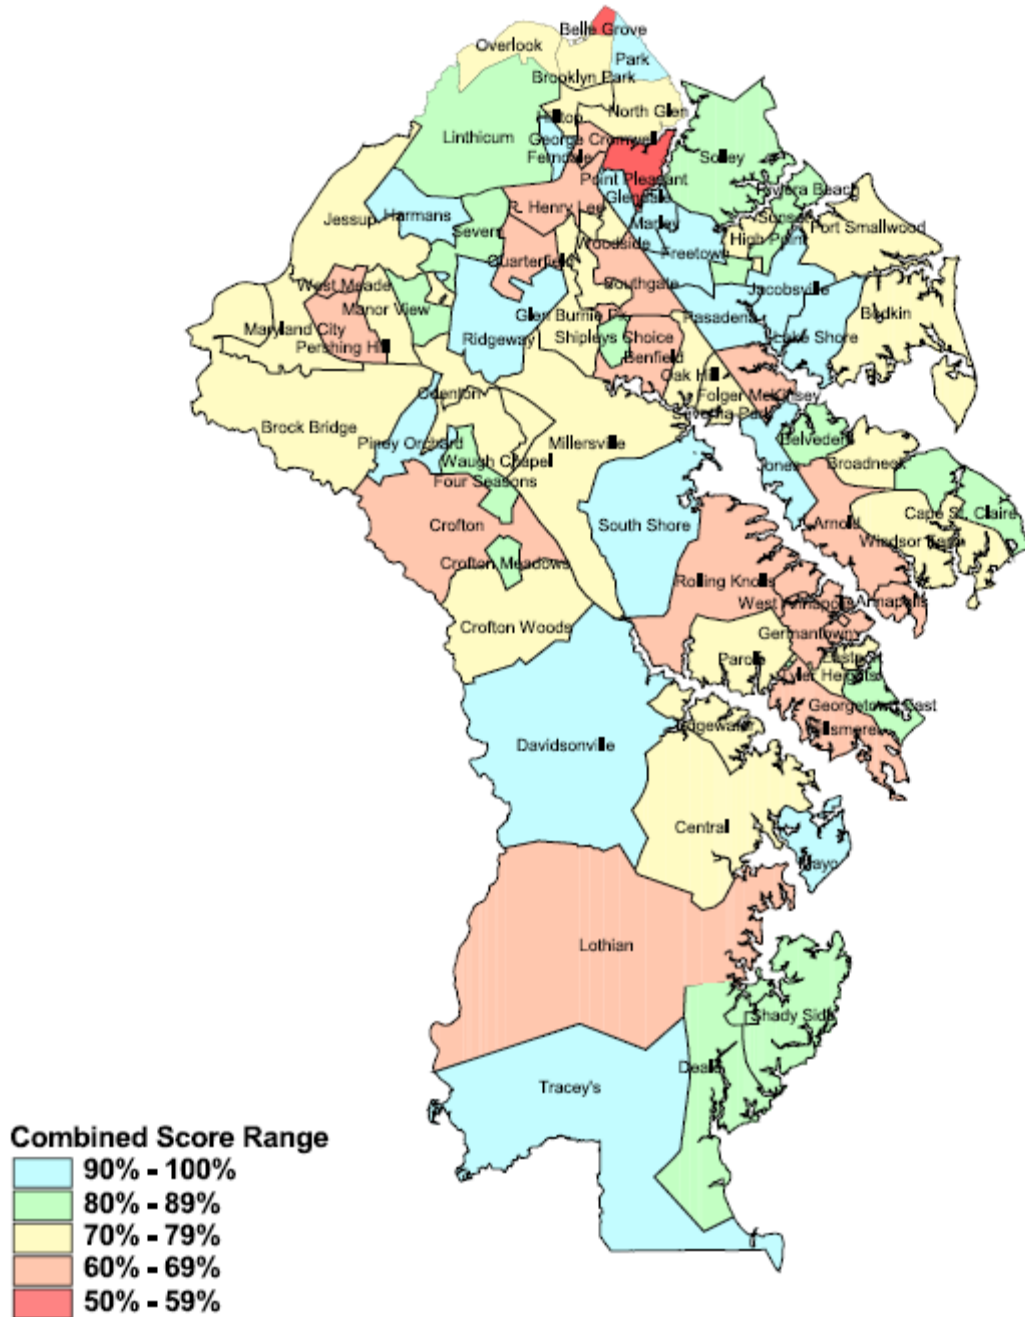 Belle Grove
Overlook
Park
Brooklyn Park
North Glen
Hilltop
Linthicum
George Cromwell
Ferndale
Solley
Point Pleasant
Glendale
Riviera Beach
Jessup
Harmans
R. Henry Lee
Marley
Sunset
Port Smallwood
Severn
Woodside
High Point
Freetown
Quarterfield
West Meade
Southgate
Jacobsville
Manor View
Glen Burnie Pk
Pasadena
Bodkin
Maryland City
Shipleys Choice
Lake Shore
Pershing Hill
Ridgeway
Benfield
Oak Hill
Odenton
Folger McKinsey
Severna Park
Brock Bridge
Piney Orchard
Millersville
Belvedere
Waugh Chapel
Jones
Broadneck
Four Seasons
Crofton
South Shore
Arnold
Cape St. Claire
Windsor Farm
Crofton Meadows
Rolling Knolls
West Annapolis
Annapolis
Crofton Woods
Germantown
Parole
Eastport
Tyler Heights
Georgetown East
Edgewater
Hillsmere
Davidsonville
Central
Mayo
Lothian
Shady Side
Deale
Tracey's
Combined Score Range
90% - 100%
80% - 89%
70% - 79%
60% - 69%
50% - 59%